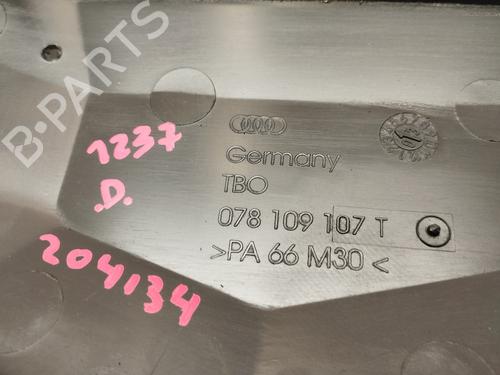 B-PARTS
1237
.D.
204134
Germany
TBO
078 109 107 T
>PA 66 M30<